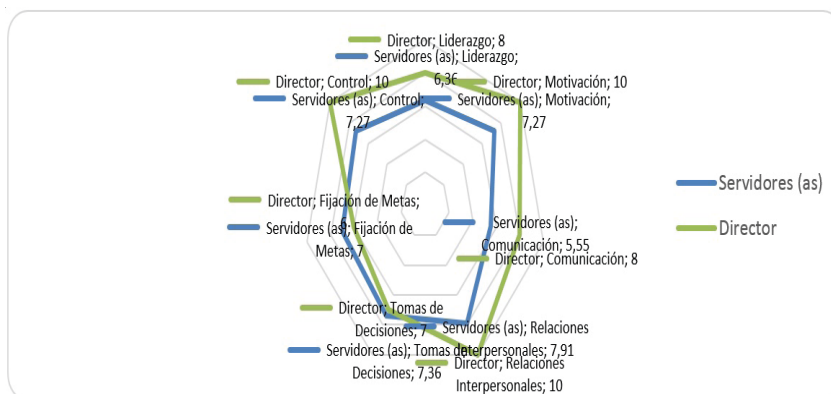 Director; Liderazgo; 8
Servidores (as); Liderazgo;
6,36
Director; Motivación; 10
Servidores (as); Motivación;
7,27
Servidores (as);
Comunicación; 5,55
Director; Comunicación; 8
Servidores (as); Relaciones
Interpersonales; 7,91
Director; Relaciones
Interpersonales; 10
Director; Tomas de
Decisiones; 7
Servidores (as); Tomas de
Decisiones; 7,36
Director; Fijación de Metas;
6
Servidores (as); Fijación de
Metas; 7
Director; Control; 10
Servidores (as); Control;
7,27
Servidores (as)
Director